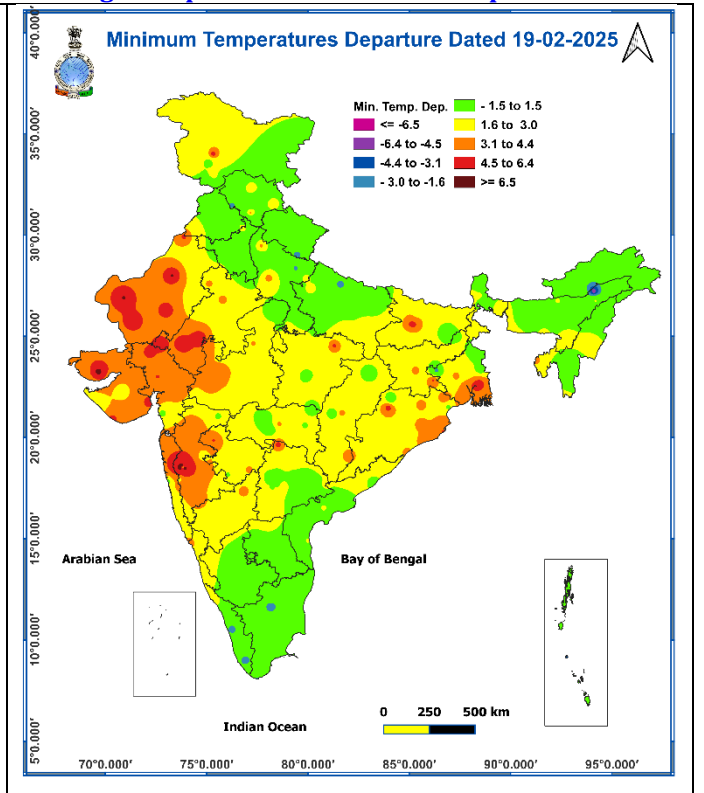 Minimum Temperatures Departure Dated 19-02-2025
Min. Temp. Dep.
<= -6.5
-6.4 to -4.5
-4.4 to -3.1
- 3.0 to -1.6
- 1.5 to 1.5
1.6 to 3.0
3.1 to 4.4
4.5 to 6.4
>= 6.5
40°0.000'
35°0.000'
30°0.000'
25°0.000'
20°0.000'
15°0.000'
10°0.000'
5°0.000'
Arabian Sea
Bay of Bengal
Indian Ocean
0 250 500 km
70°0.000' 75°0.000' 80°0.000' 85°0.000' 90°0.000' 95°0.000'